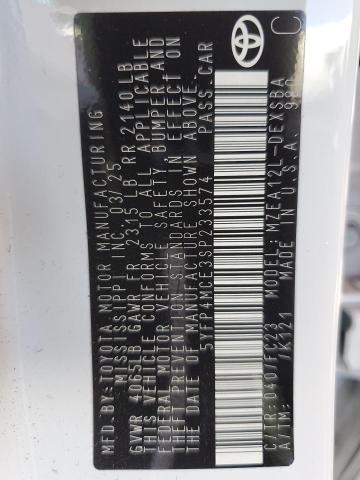 MFD. BY: TOYOTA MOTOR MANUFACTURING
MISSISSIPPI INC. 03/25
GVWR 4065LB GAWR FR 2315 LB RR 2140 LB
THIS VEHICLE CONFORMS TO ALL APPLICABLE
FEDERAL MOTOR VEHICLE SAFETY, BUMPER, AND
THEFT PREVENTION STANDARDS IN EFFECT ON
THE DATE OF MANUFACTURE SHOWN ABOVE.
5YFP4MCE3SP233574 PASS. CAR
C/TR: 040/FC23 MODEL: MZEA12L-DEXSBA
A/TM: /K121 MADE IN U.S.A.
C